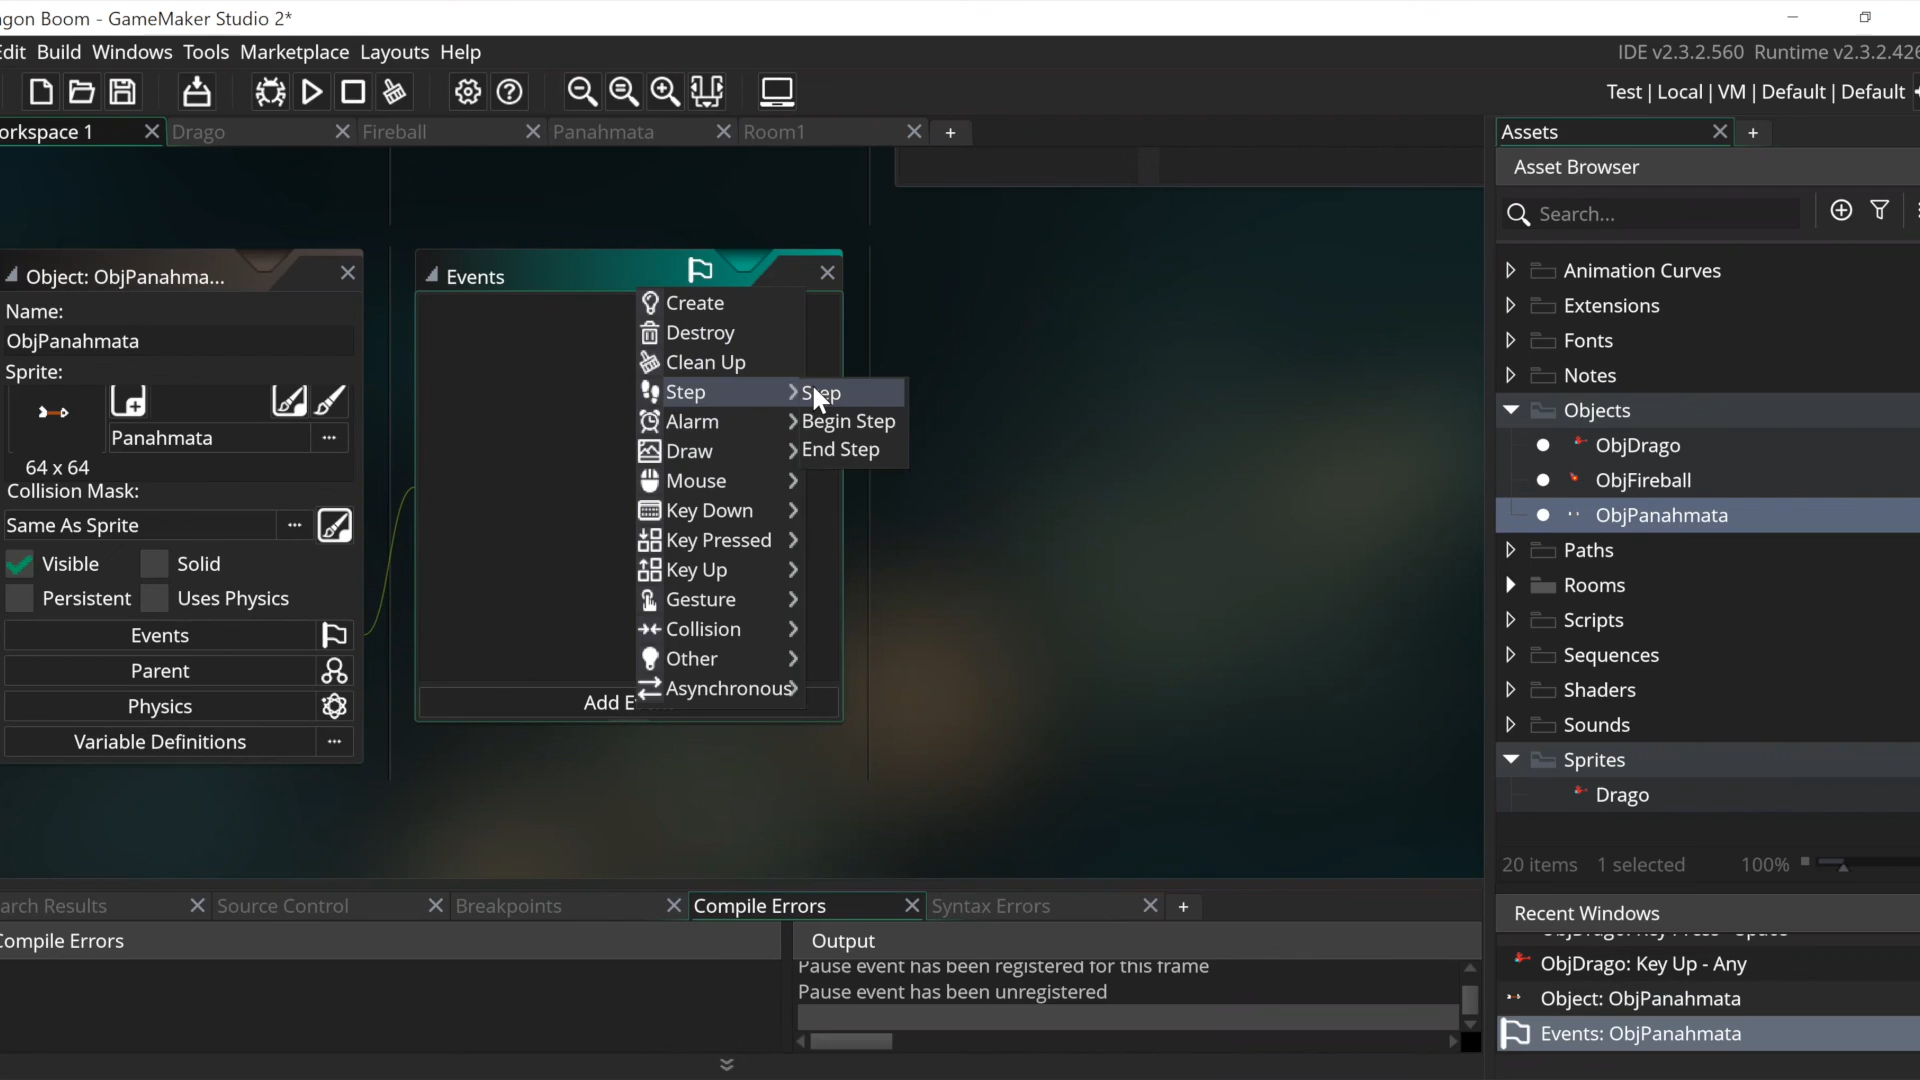 gon Boom - GameMaker Studio 2*
Edit Build Windows Tools Marketplace Layouts Help
IDE v2.3.2.560 Runtime v2.3.2.426
Test | Local | VM | Default | Default
orkspace 1
Drago
Fireball
Panahmata
Room1
+
Assets
+
Asset Browser
Search...
Animation Curves
Extensions
Fonts
Notes
Objects
ObjDrago
ObjFireball
ObjPanahmata
Paths
Rooms
Scripts
Sequences
Shaders
Sounds
Sprites
Drago
20 items 1 selected 100%
Recent Windows
ObjDrago: Key Press - Space
ObjDrago: Key Up - Any
Object: ObjPanahmata
Events: ObjPanahmata
Object: ObjPanahma...
Name:
ObjPanahmata
Sprite:
Panahmata
...
64 x 64
Collision Mask:
Same As Sprite
...
Visible
Solid
Persistent
Uses Physics
Events
Parent
Physics
Variable Definitions
...
Events
Create
Destroy
Clean Up
Step
Alarm
Draw
Mouse
Key Down
Key Pressed
Key Up
Gesture
Collision
Other
Asynchronous
Step
Begin Step
End Step
Add E
arch Results
Source Control
Breakpoints
Compile Errors
Syntax Errors
+
Compile Errors
Output
Pause event has been registered for this frame
Pause event has been unregistered